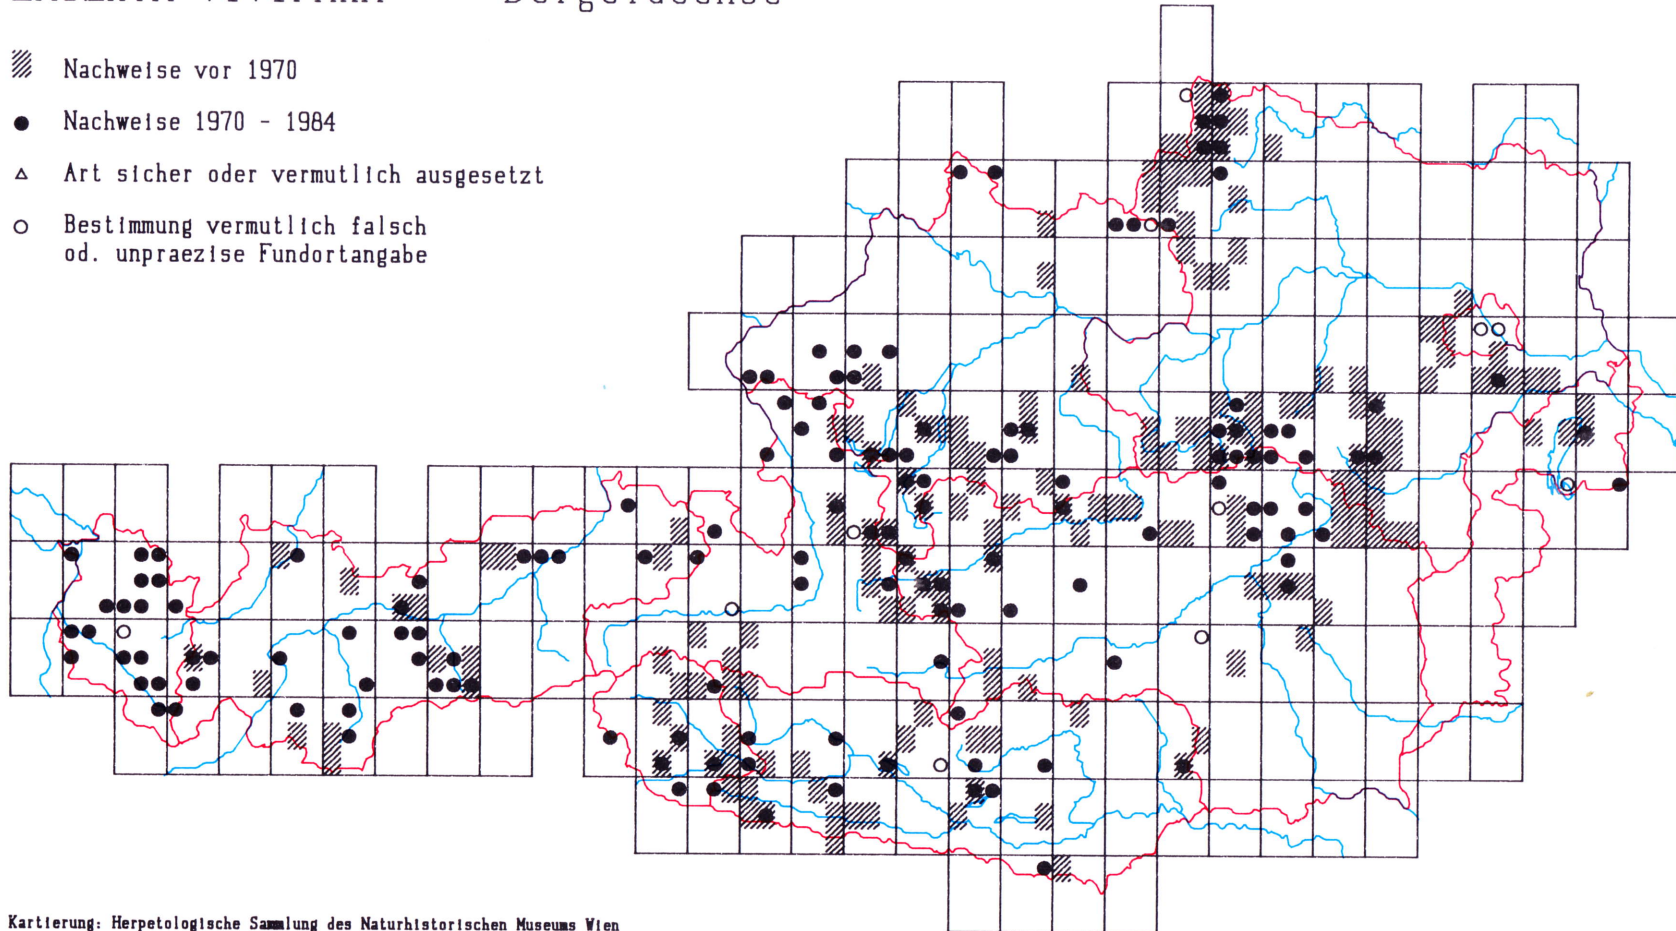 Nachweise vor 1970
Nachweise 1970 - 1984
Art sicher oder vermutlich ausgesetzt
Bestimmung vermutlich falsch
od. unpraezise Fundortangabe
Kartierung: Herpetologische Sammlung des Naturhistorischen Museums Wien